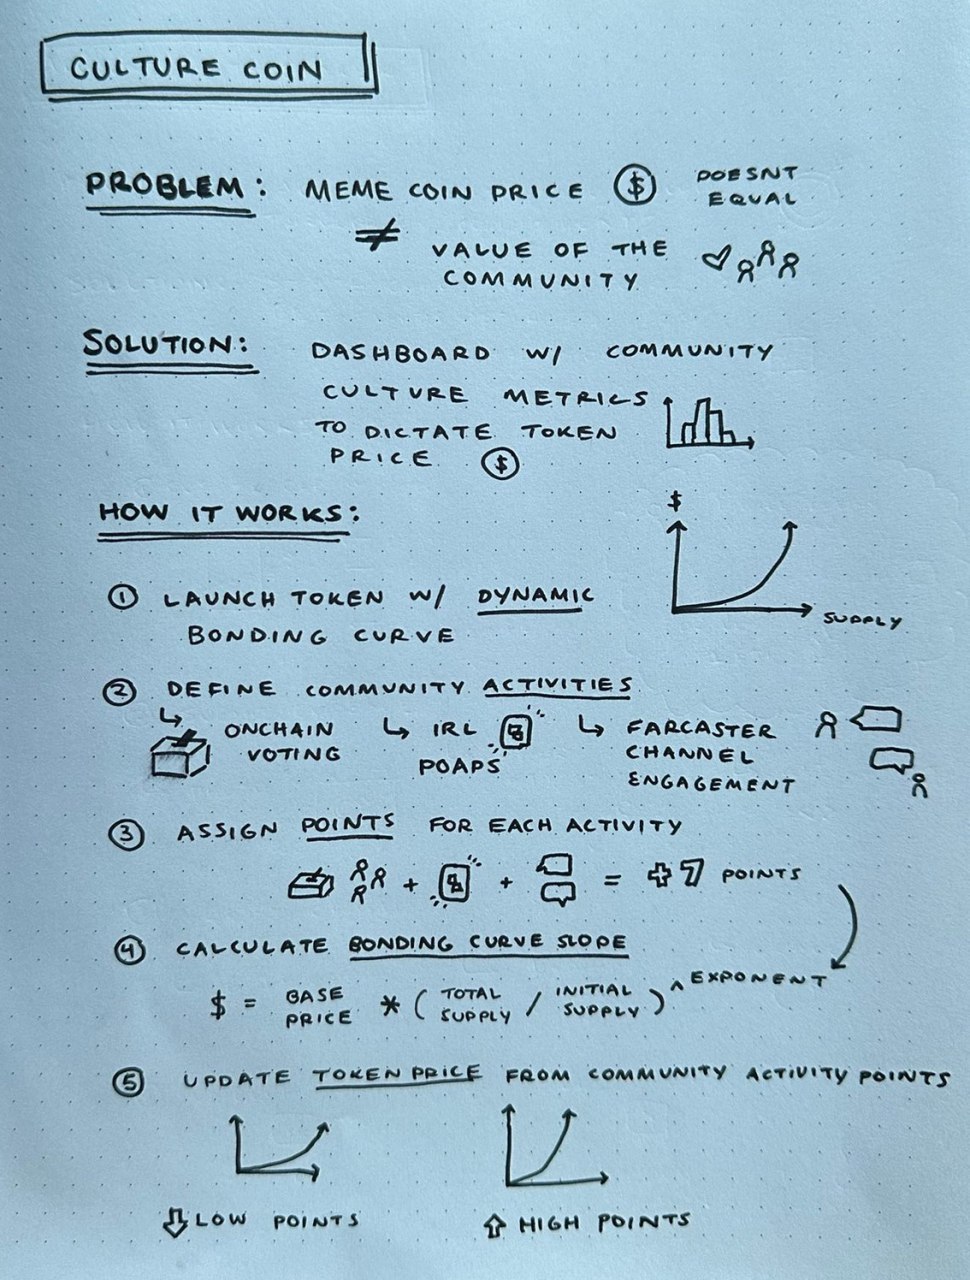 CULTURE COIN
PROBLEM: MEME COIN PRICE $ DOESNT
EQUAL
≠ VALUE OF THE
COMMUNITY
SOLUTION: DASHBOARD W/ COMMUNITY
CULTURE METRICS
TO DICTATE TOKEN
PRICE $
HOW IT WORKS:
$
SUPPLY
① LAUNCH TOKEN W/ DYNAMIC
BONDING CURVE
② DEFINE COMMUNITY ACTIVITIES
↳ ONCHAIN
VOTING
↳ IRL
POAPS
↳ FARCASTER
CHANNEL
ENGAGEMENT
③ ASSIGN POINTS FOR EACH ACTIVITY
+ + = +7 POINTS
④ CALCULATE BONDING CURVE SLOPE
$ = BASE PRICE * (TOTAL SUPPLY / INITIAL SUPPLY) ^ EXPONENT
⑤ UPDATE TOKEN PRICE FROM COMMUNITY ACTIVITY POINTS
⇩ LOW POINTS
⇧ HIGH POINTS